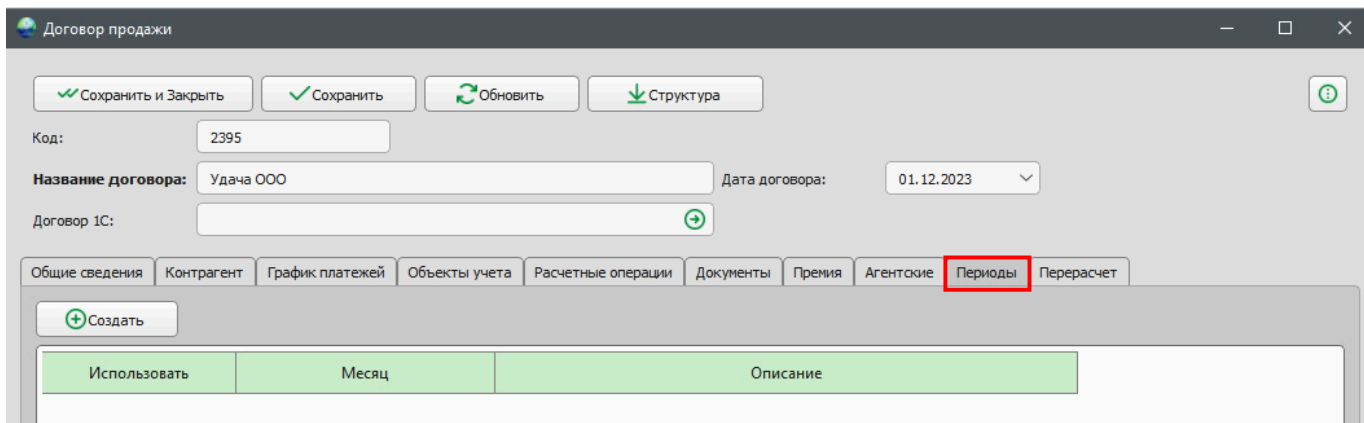 Договор продажи
Сохранить и Закрыть Сохранить Обновить Структура
Код: 2395
Название договора: Удача ООО Дата договора: 01.12.2023
Договор 1С:
Общие сведения Контрагент График платежей Объекты учета Расчетные операции Документы Премия Агентские Периоды Перерасчет
Создать
Использовать Месяц Описание